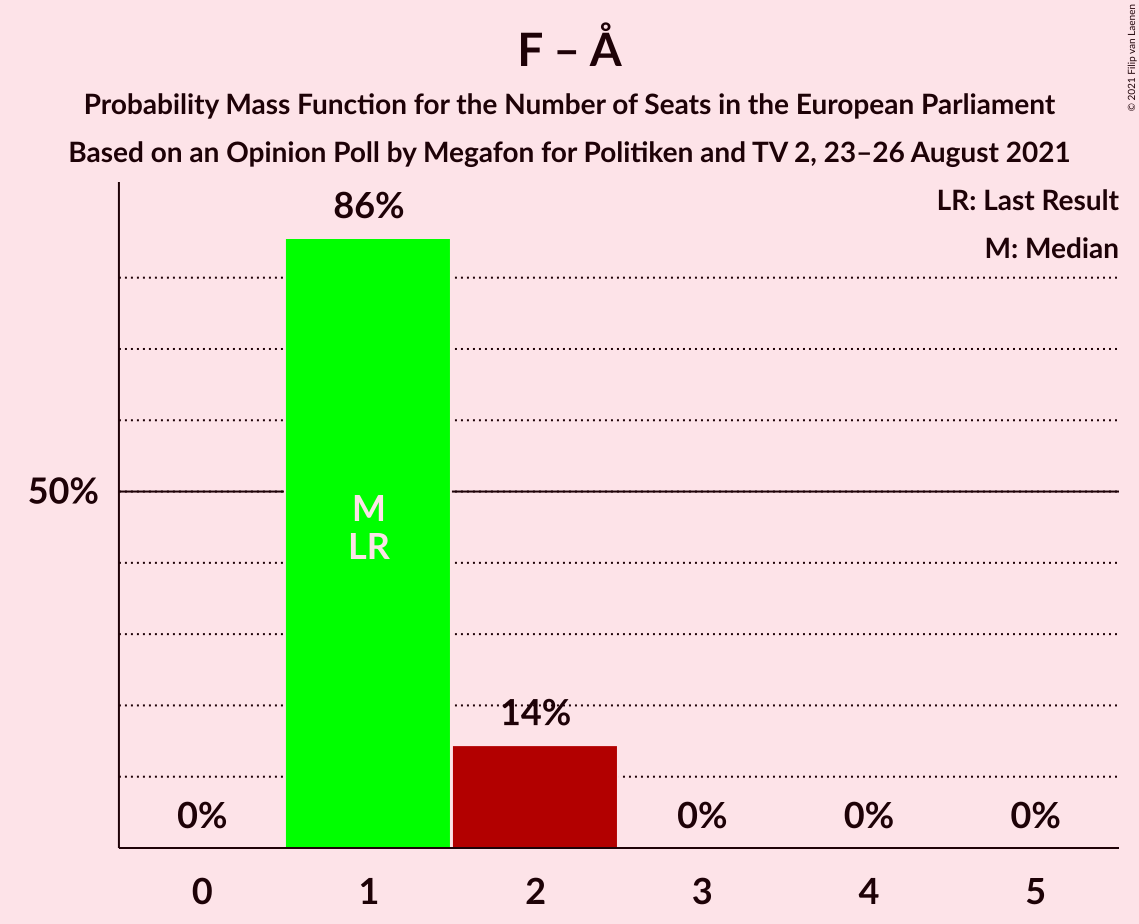 F – Å
Probability Mass Function for the Number of Seats in the European Parliament
Based on an Opinion Poll by Megafon for Politiken and TV 2, 23–26 August 2021
© 2021 Filip van Laenen
LR: Last Result
M: Median
86%
50%
M
LR
14%
0%
0%
0%
0%
0
1
2
3
4
5